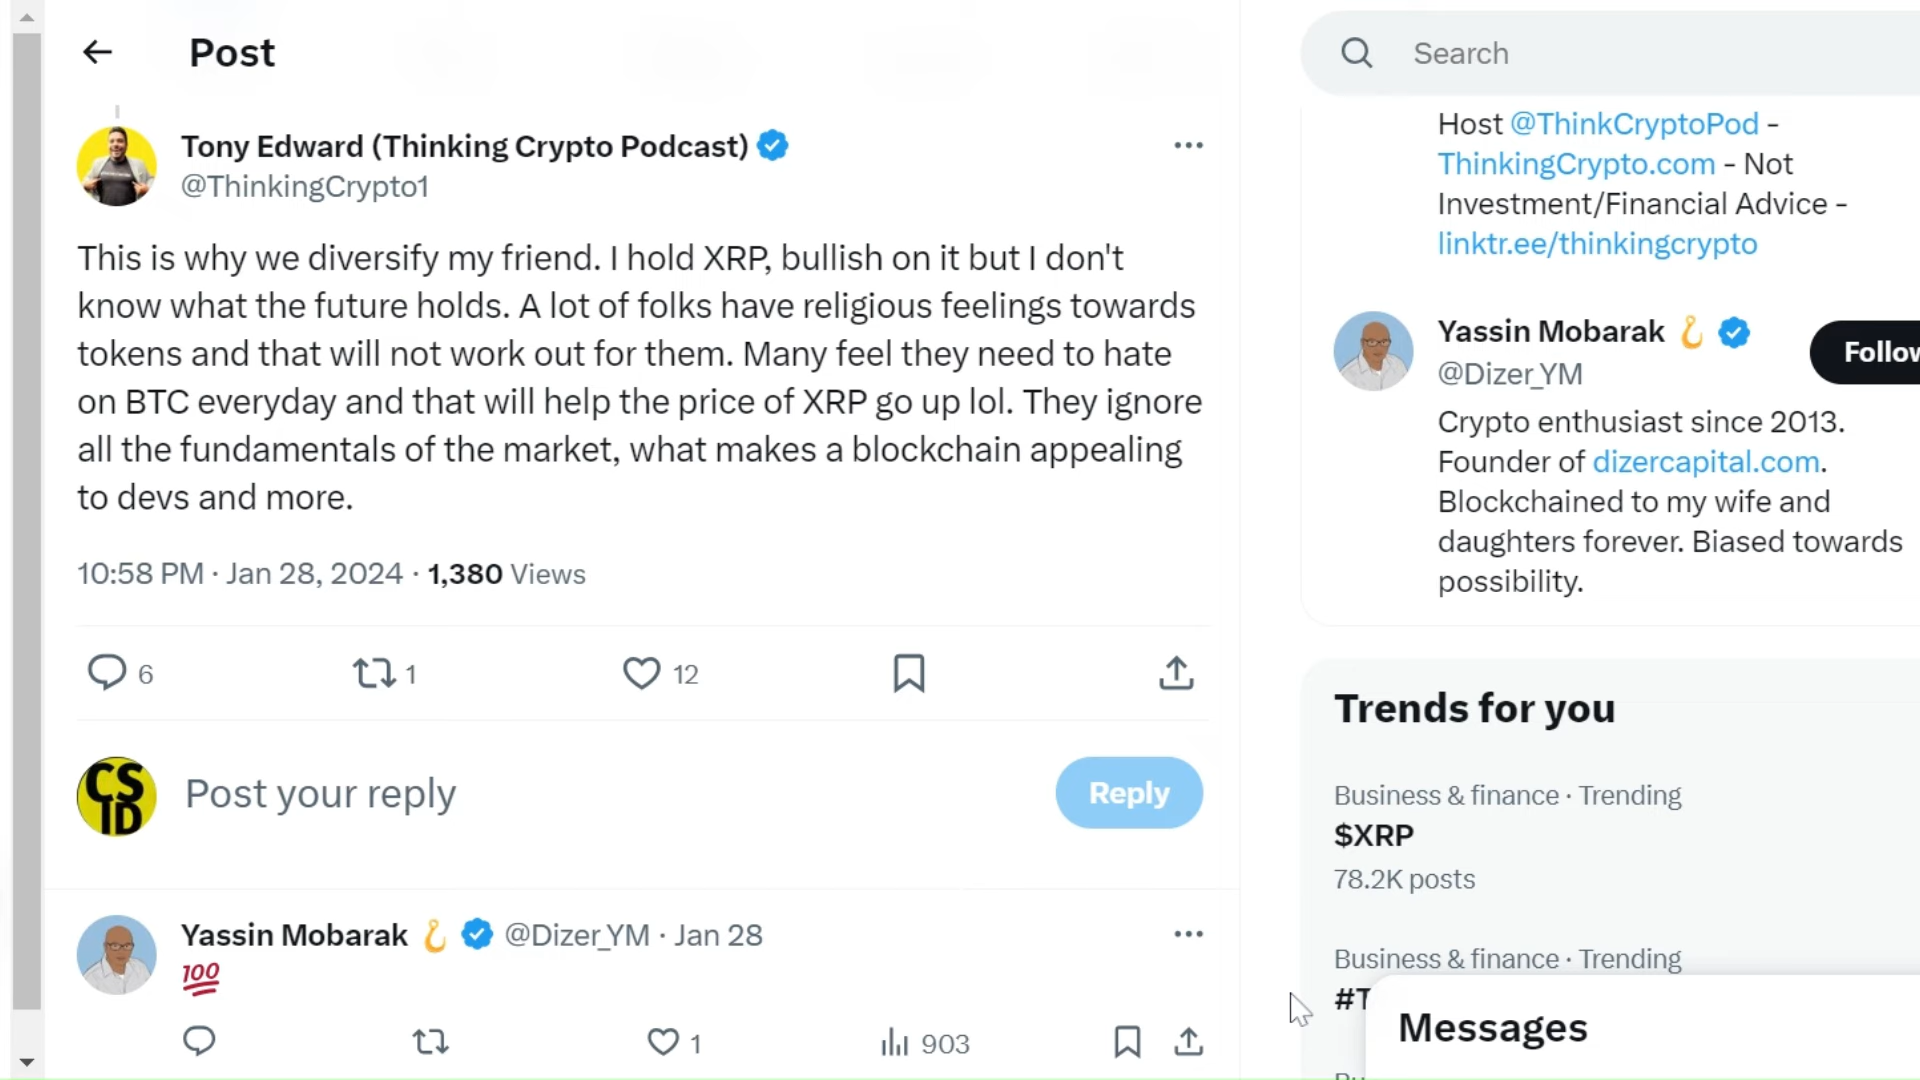 Post
Search
Tony Edward (Thinking Crypto Podcast)
@ThinkingCrypto1
This is why we diversify my friend. I hold XRP, bullish on it but I don't
know what the future holds. A lot of folks have religious feelings towards
tokens and that will not work out for them. Many feel they need to hate
on BTC everyday and that will help the price of XRP go up lol. They ignore
all the fundamentals of the market, what makes a blockchain appealing
to devs and more.
10:58 PM · Jan 28, 2024 · 1,380 Views
6 1 12
CS
ID
Post your reply
Reply
Yassin Mobarak @Dizer_YM · Jan 28
💯
1 903
Host @ThinkCryptoPod -
ThinkingCrypto.com - Not
Investment/Financial Advice -
linktr.ee/thinkingcrypto
Yassin Mobarak
@Dizer_YM
Follow
Crypto enthusiast since 2013.
Founder of dizercapital.com.
Blockchained to my wife and
daughters forever. Biased towards
possibility.
Trends for you
Business & finance · Trending
$XRP
78.2K posts
Business & finance · Trending
Messages